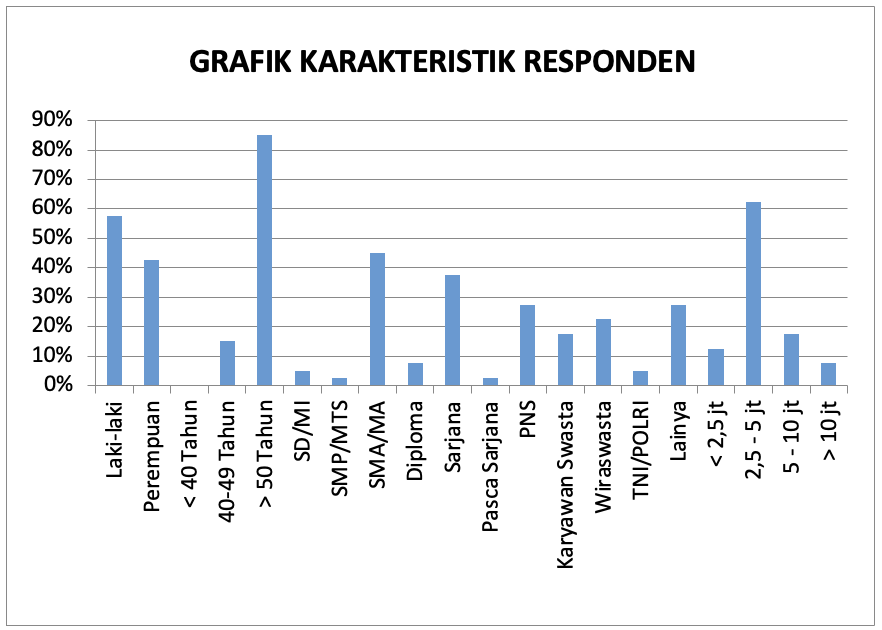 GRAFIK KARAKTERISTIK RESPONDEN
90%
80%
70%
60%
50%
40%
30%
20%
10%
0%
Laki-laki
Perempuan
< 40 Tahun
40-49 Tahun
> 50 Tahun
SD/MI
SMP/MTS
SMA/MA
Diploma
Sarjana
Pasca Sarjana
PNS
Karyawan Swasta
Wiraswasta
TNI/POLRI
Lainya
< 2,5 jt
2,5 - 5 jt
5 - 10 jt
> 10 jt